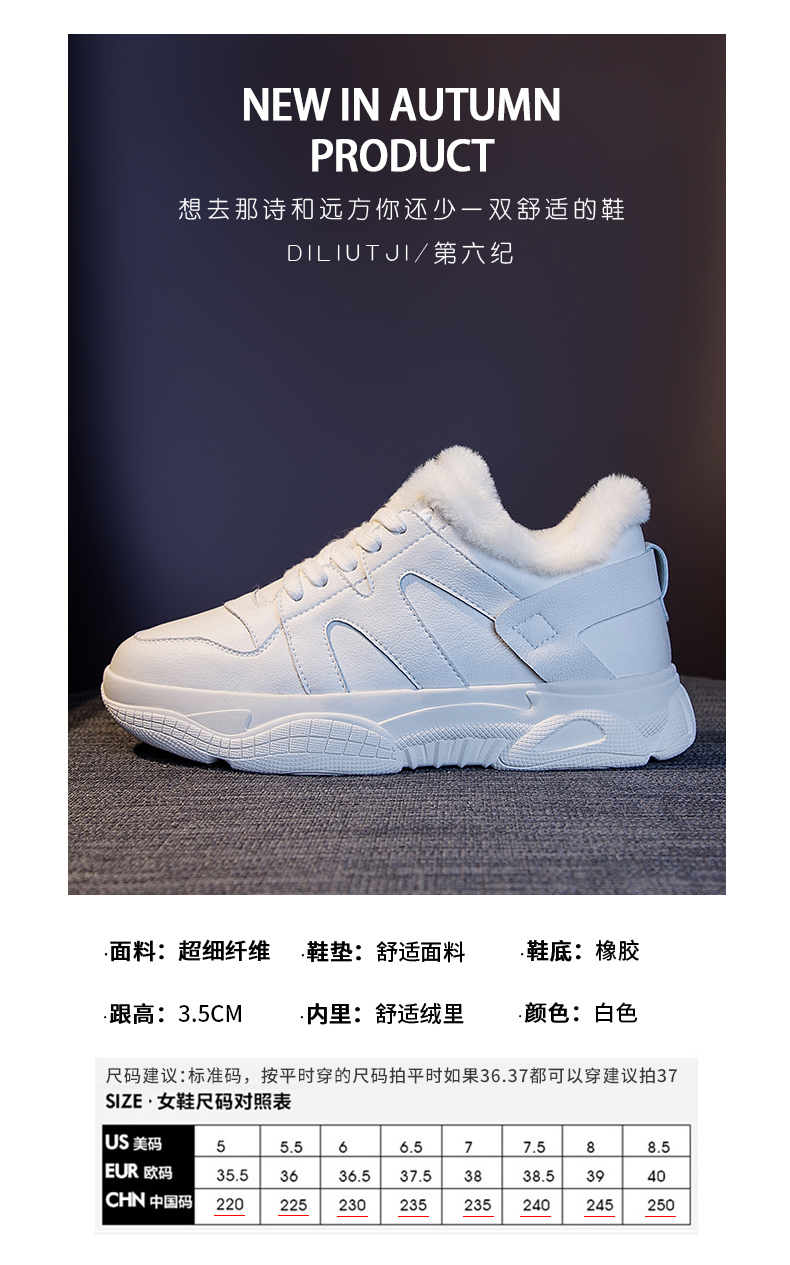 NEW IN AUTUMN
PRODUCT
想去那诗和远方你还少一双舒适的鞋
DILIUTJI/第六纪
·面料：超细纤维 ·鞋垫：舒适面料 ·鞋底：橡胶
·跟高：3.5CM ·内里：舒适绒里 ·颜色：白色
尺码建议:标准码，按平时穿的尺码拍平时如果36.37都可以穿建议拍37
SIZE·女鞋尺码对照表
US 美码 5 5.5 6 6.5 7 7.5 8 8.5
EUR 欧码 35.5 36 36.5 37.5 38 38.5 39 40
CHN 中国码 220 225 230 235 235 240 245 250